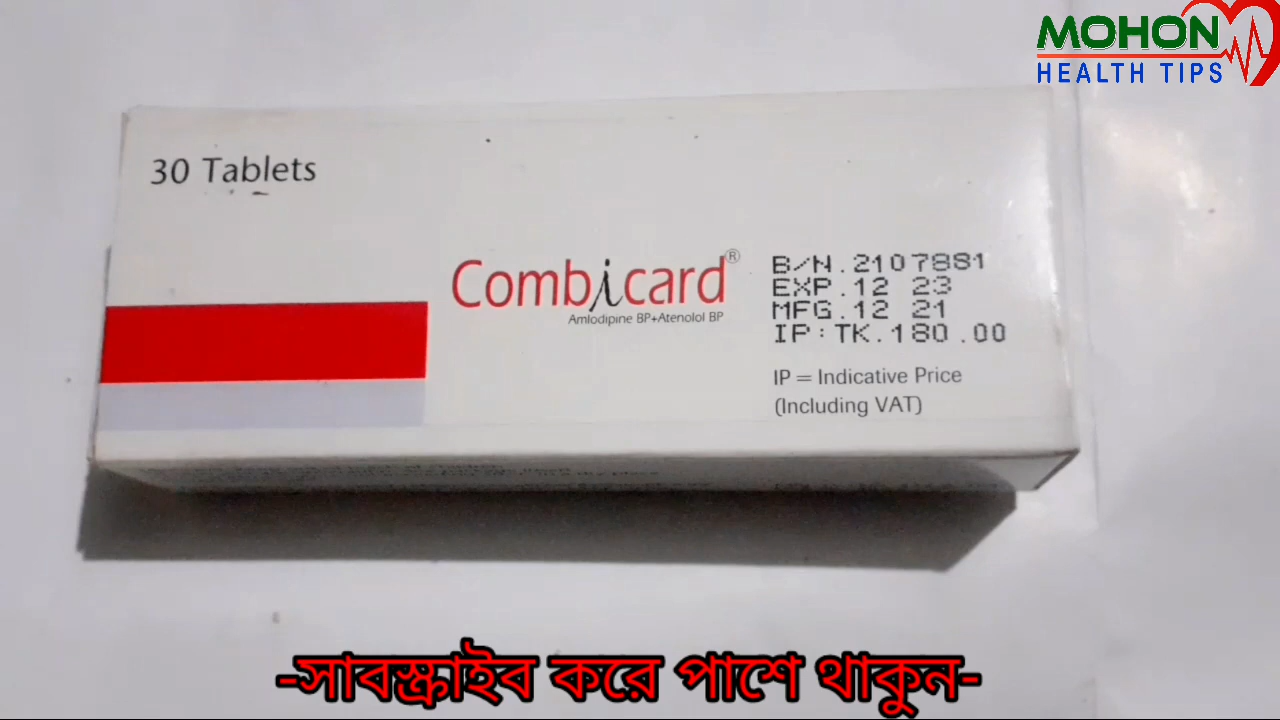 MOHON
HEALTH TIPS
30 Tablets
Combicard®
Amlodipine BP+Atenolol BP
B/N.2107881
EXP.12 23
MFG.12 21
IP:TK.180.00
IP = Indicative Price
(Including VAT)
-সাবস্ক্রাইব করে পাশে থাকুন-